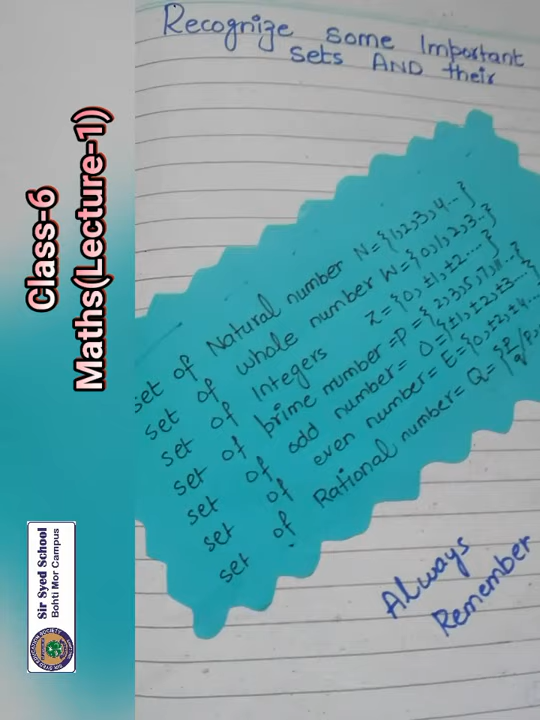 Class-6
Maths(Lecture-1)
Sir Syed School
Bohti Mor Campus
Recognize some Important
sets AND their
set of Natural number N={1,2,3,4...}
set of whole number W={0,1,2,3..}
set of Integers Z={0,±1,±2....}
set of prime number =P={2,3,5,7,11...}
set of odd number= O={±1,±2,±3....}
set of even number= E={0,±2,±4....
set of Rational number= Q={P/q/P,
Always
Remember